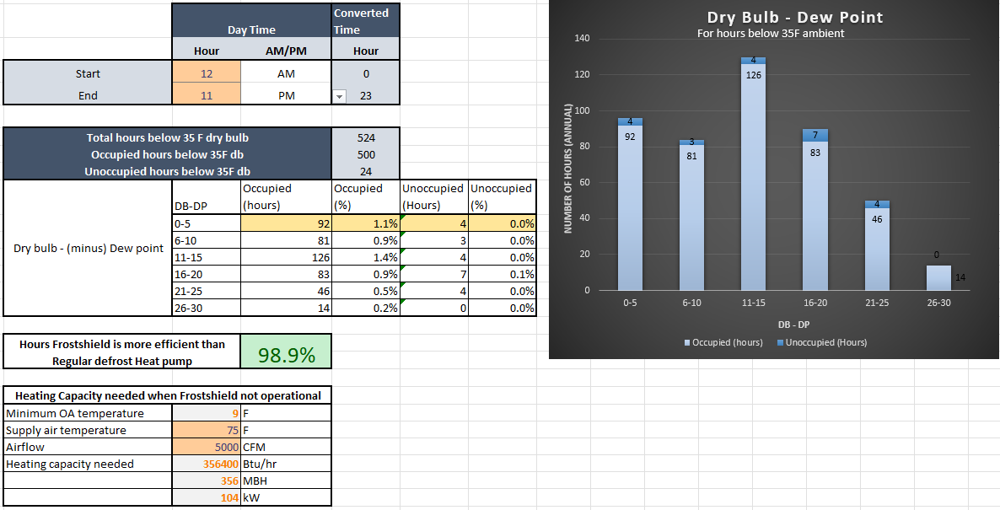 Day Time Converted Time
Hour AM/PM Hour
Start 12 AM 0
End 11 PM 23
Total hours below 35 F dry bulb 524
Occupied hours below 35F db 500
Unoccupied hours below 35F db 24
DB-DP Occupied (hours) Occupied (%) Unoccupied (Hours) Unoccupied (%)
Dry bulb - (minus) Dew point
0-5 92 1.1% 4 0.0%
6-10 81 0.9% 3 0.0%
11-15 126 1.4% 4 0.0%
16-20 83 0.9% 7 0.1%
21-25 46 0.5% 4 0.0%
26-30 14 0.2% 0 0.0%
Hours Frostshield is more efficient than
Regular defrost Heat pump
98.9%
Heating Capacity needed when Frostshield not operational
Minimum OA temperature 9 F
Supply air temperature 75 F
Airflow 5000 CFM
Heating capacity needed 356400 Btu/hr
356 MBH
104 kW
Dry Bulb - Dew Point
For hours below 35F ambient
NUMBER OF HOURS (ANNUAL)
140
120
100
80
60
40
20
0
4
92
3
81
4
126
7
83
4
46
0
14
0-5 6-10 11-15 16-20 21-25 26-30
DB - DP
Occupied (hours) Unoccupied (Hours)